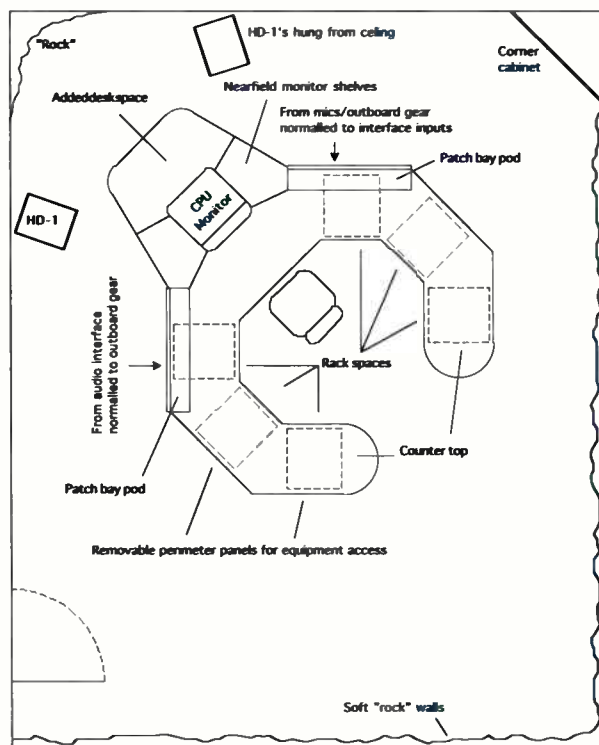 "Rock"
HD-1's hung from celing
Corner
cabinet
Nearfield monitor shelves
Addeddeskspace
From mics/outboard gear
normalled to interface inputs
Patch bay pod
HD-1
CPU
Monitor
From audio interface
normalled to outboard gear
Rack spaces
Counter top
Patch bay pod
Removable penmeter panels for equipment access
Soft "rock" walls